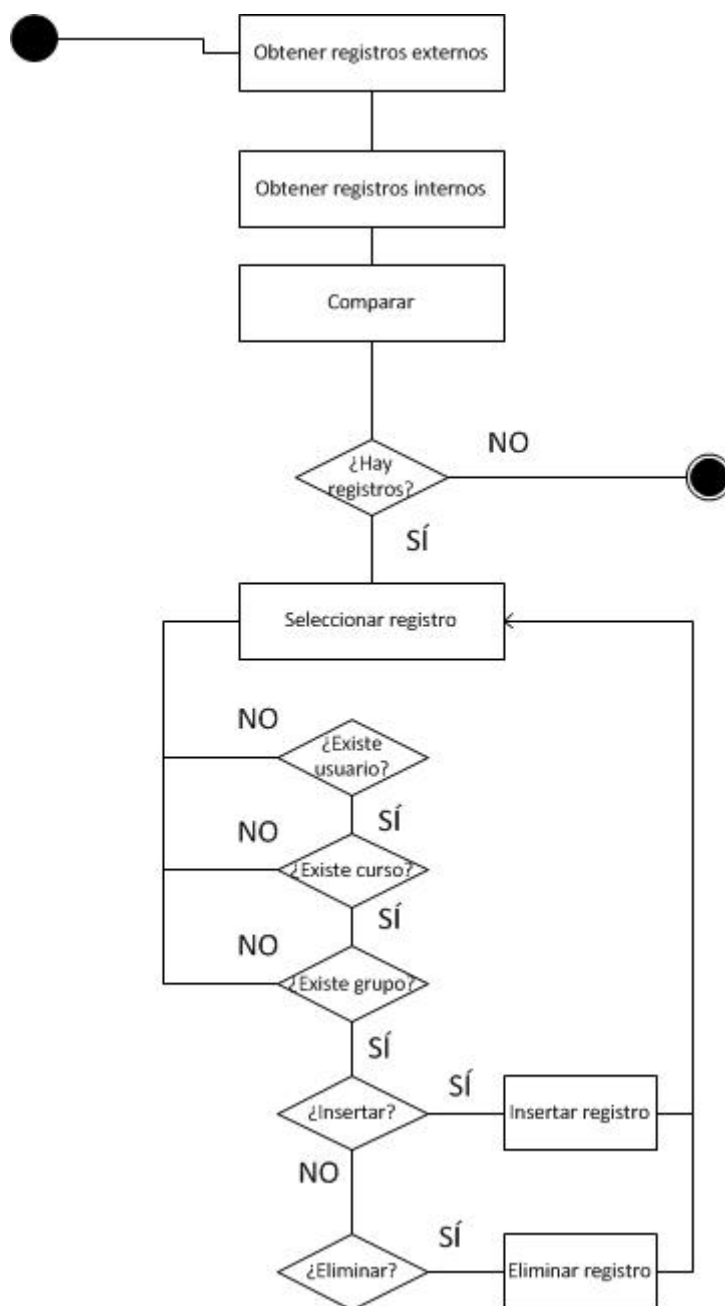 Obtener registros externos
Obtener registros internos
Comparar
NO
¿Hay
registros?
SÍ
Seleccionar registro
NO
¿Existe
usuario?
SÍ
NO
¿Existe curso?
SÍ
NO
¿Existe grupo?
SÍ
¿Insertar?
SÍ
Insertar registro
NO
¿Eliminar?
SÍ
Eliminar registro